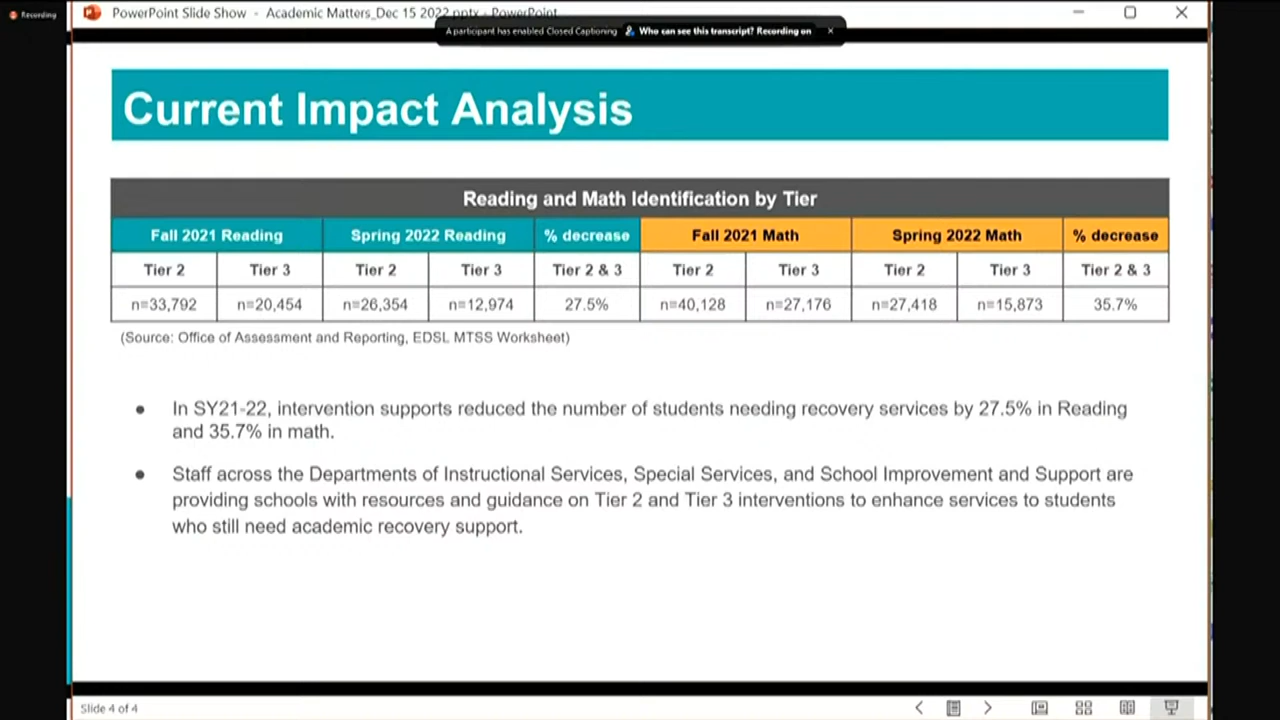 Recording
PowerPoint Slide Show - Academic Matters_Dec 15 2022.pptx - PowerPoint
A participant has enabled Closed Captioning Who can see this transcript? Recording on
Current Impact Analysis
Reading and Math Identification by Tier
Fall 2021 Reading Spring 2022 Reading % decrease Fall 2021 Math Spring 2022 Math % decrease
Tier 2 Tier 3 Tier 2 Tier 3 Tier 2 & 3 Tier 2 Tier 3 Tier 2 Tier 3 Tier 2 & 3
n=33,792 n=20,454 n=26,354 n=12,974 27.5% n=40,128 n=27,176 n=27,418 n=15,873 35.7%
(Source: Office of Assessment and Reporting, EDSL MTSS Worksheet)
• In SY21-22, intervention supports reduced the number of students needing recovery services by 27.5% in Reading
and 35.7% in math.
• Staff across the Departments of Instructional Services, Special Services, and School Improvement and Support are
providing schools with resources and guidance on Tier 2 and Tier 3 interventions to enhance services to students
who still need academic recovery support.
Slide 4 of 4